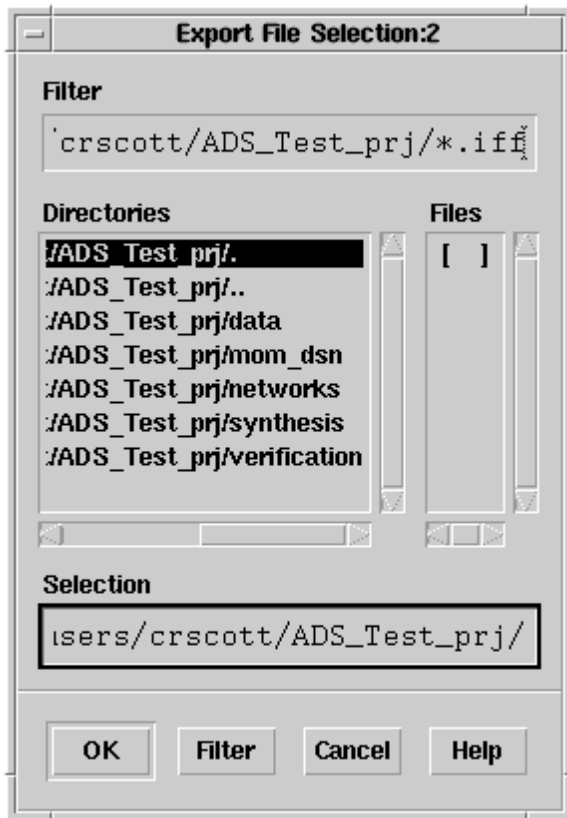 Export File Selection:2
Filter
crscott/ADS_Test_prj/*.iff
Directories
Files
:/ADS_Test_prj/.
:/ADS_Test_prj/..
:/ADS_Test_prj/data
:/ADS_Test_prj/mom_dsn
:/ADS_Test_prj/networks
:/ADS_Test_prj/synthesis
:/ADS_Test_prj/verification
[ ]
Selection
users/crscott/ADS_Test_prj/
OK
Filter
Cancel
Help